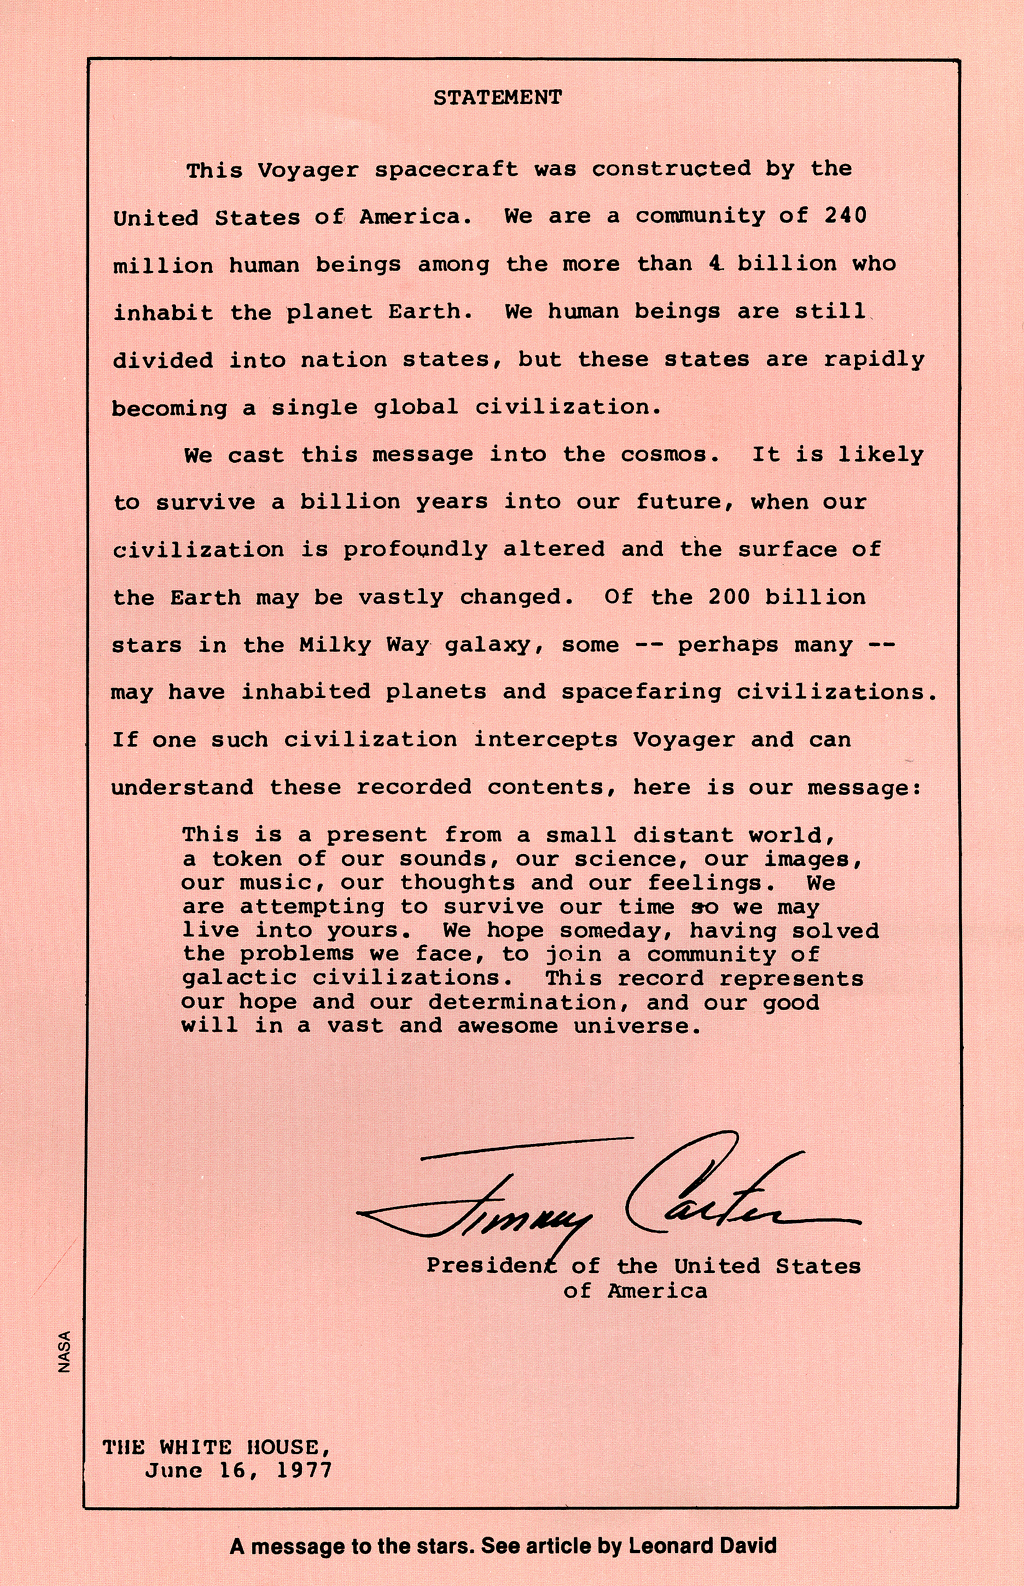 STATEMENT
This Voyager spacecraft was constructed by the
United States of America. We are a community of 240
million human beings among the more than 4 billion who
inhabit the planet Earth. We human beings are still
divided into nation states, but these states are rapidly
becoming a single global civilization.
We cast this message into the cosmos. It is likely
to survive a billion years into our future, when our
civilization is profoundly altered and the surface of
the Earth may be vastly changed. Of the 200 billion
stars in the Milky Way galaxy, some -- perhaps many --
may have inhabited planets and spacefaring civilizations.
If one such civilization intercepts Voyager and can
understand these recorded contents, here is our message:
This is a present from a small distant world,
a token of our sounds, our science, our images,
our music, our thoughts and our feelings. We
are attempting to survive our time so we may
live into yours. We hope someday, having solved
the problems we face, to join a community of
galactic civilizations. This record represents
our hope and our determination, and our good
will in a vast and awesome universe.
Jimmy Carter
President of the United States
of America
NASA
THE WHITE HOUSE,
June 16, 1977
A message to the stars. See article by Leonard David